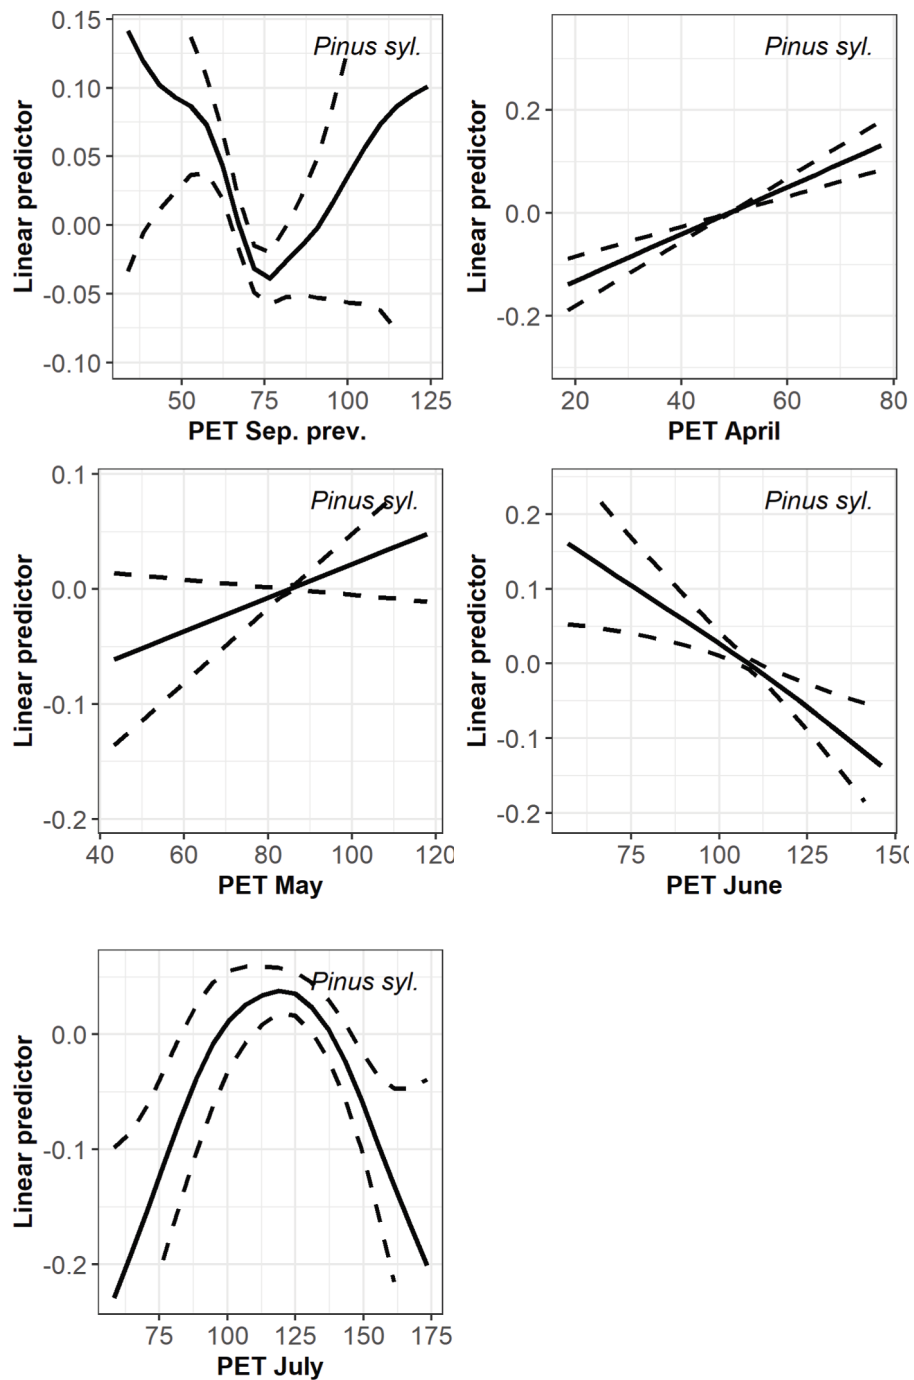 Pinus syl.
Linear predictor
0.15
0.10
0.05
0.00
-0.05
-0.10
50 75 100 125
PET Sep. prev.
Pinus syl.
Linear predictor
0.2
0.0
-0.2
20 40 60 80
PET April
Pinus syl.
Linear predictor
0.1
0.0
-0.1
-0.2
40 60 80 100 120
PET May
Pinus syl.
Linear predictor
0.2
0.1
0.0
-0.1
-0.2
75 100 125 150
PET June
Pinus syl.
Linear predictor
0.0
-0.1
-0.2
75 100 125 150 175
PET July